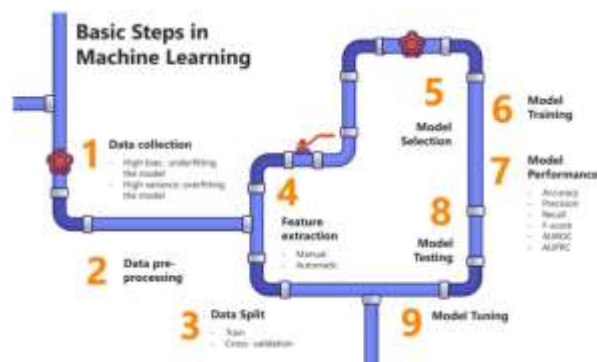 Basic Steps in
Machine Learning
1
Data collection
- High bias: underfitting
the model
- High variance: overfitting
the model
2
Data pre-
processing
3
Data Split
- Train
- Cross- validation
4
Feature
extraction
- Manual
- Automatic
5
Model
Selection
6
Model
Training
7
Model
Performance
- Accuracy
- Precision
- Recall
- F-score
- AUROC
- AUPRC
8
Model
Testing
9
Model Tuning